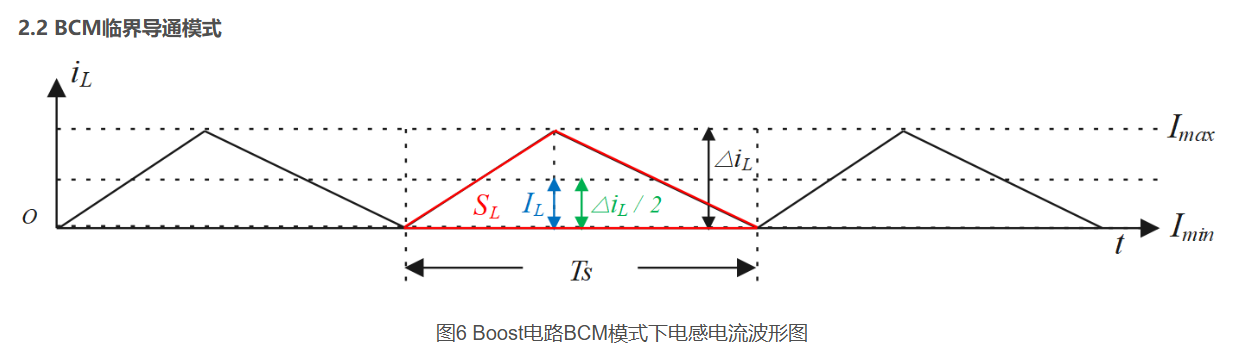 2.2 BCM临界导通模式
iL
Imax
△iL
SL IL △iL / 2
O
Imin
t
Ts
图6 Boost电路BCM模式下电感电流波形图